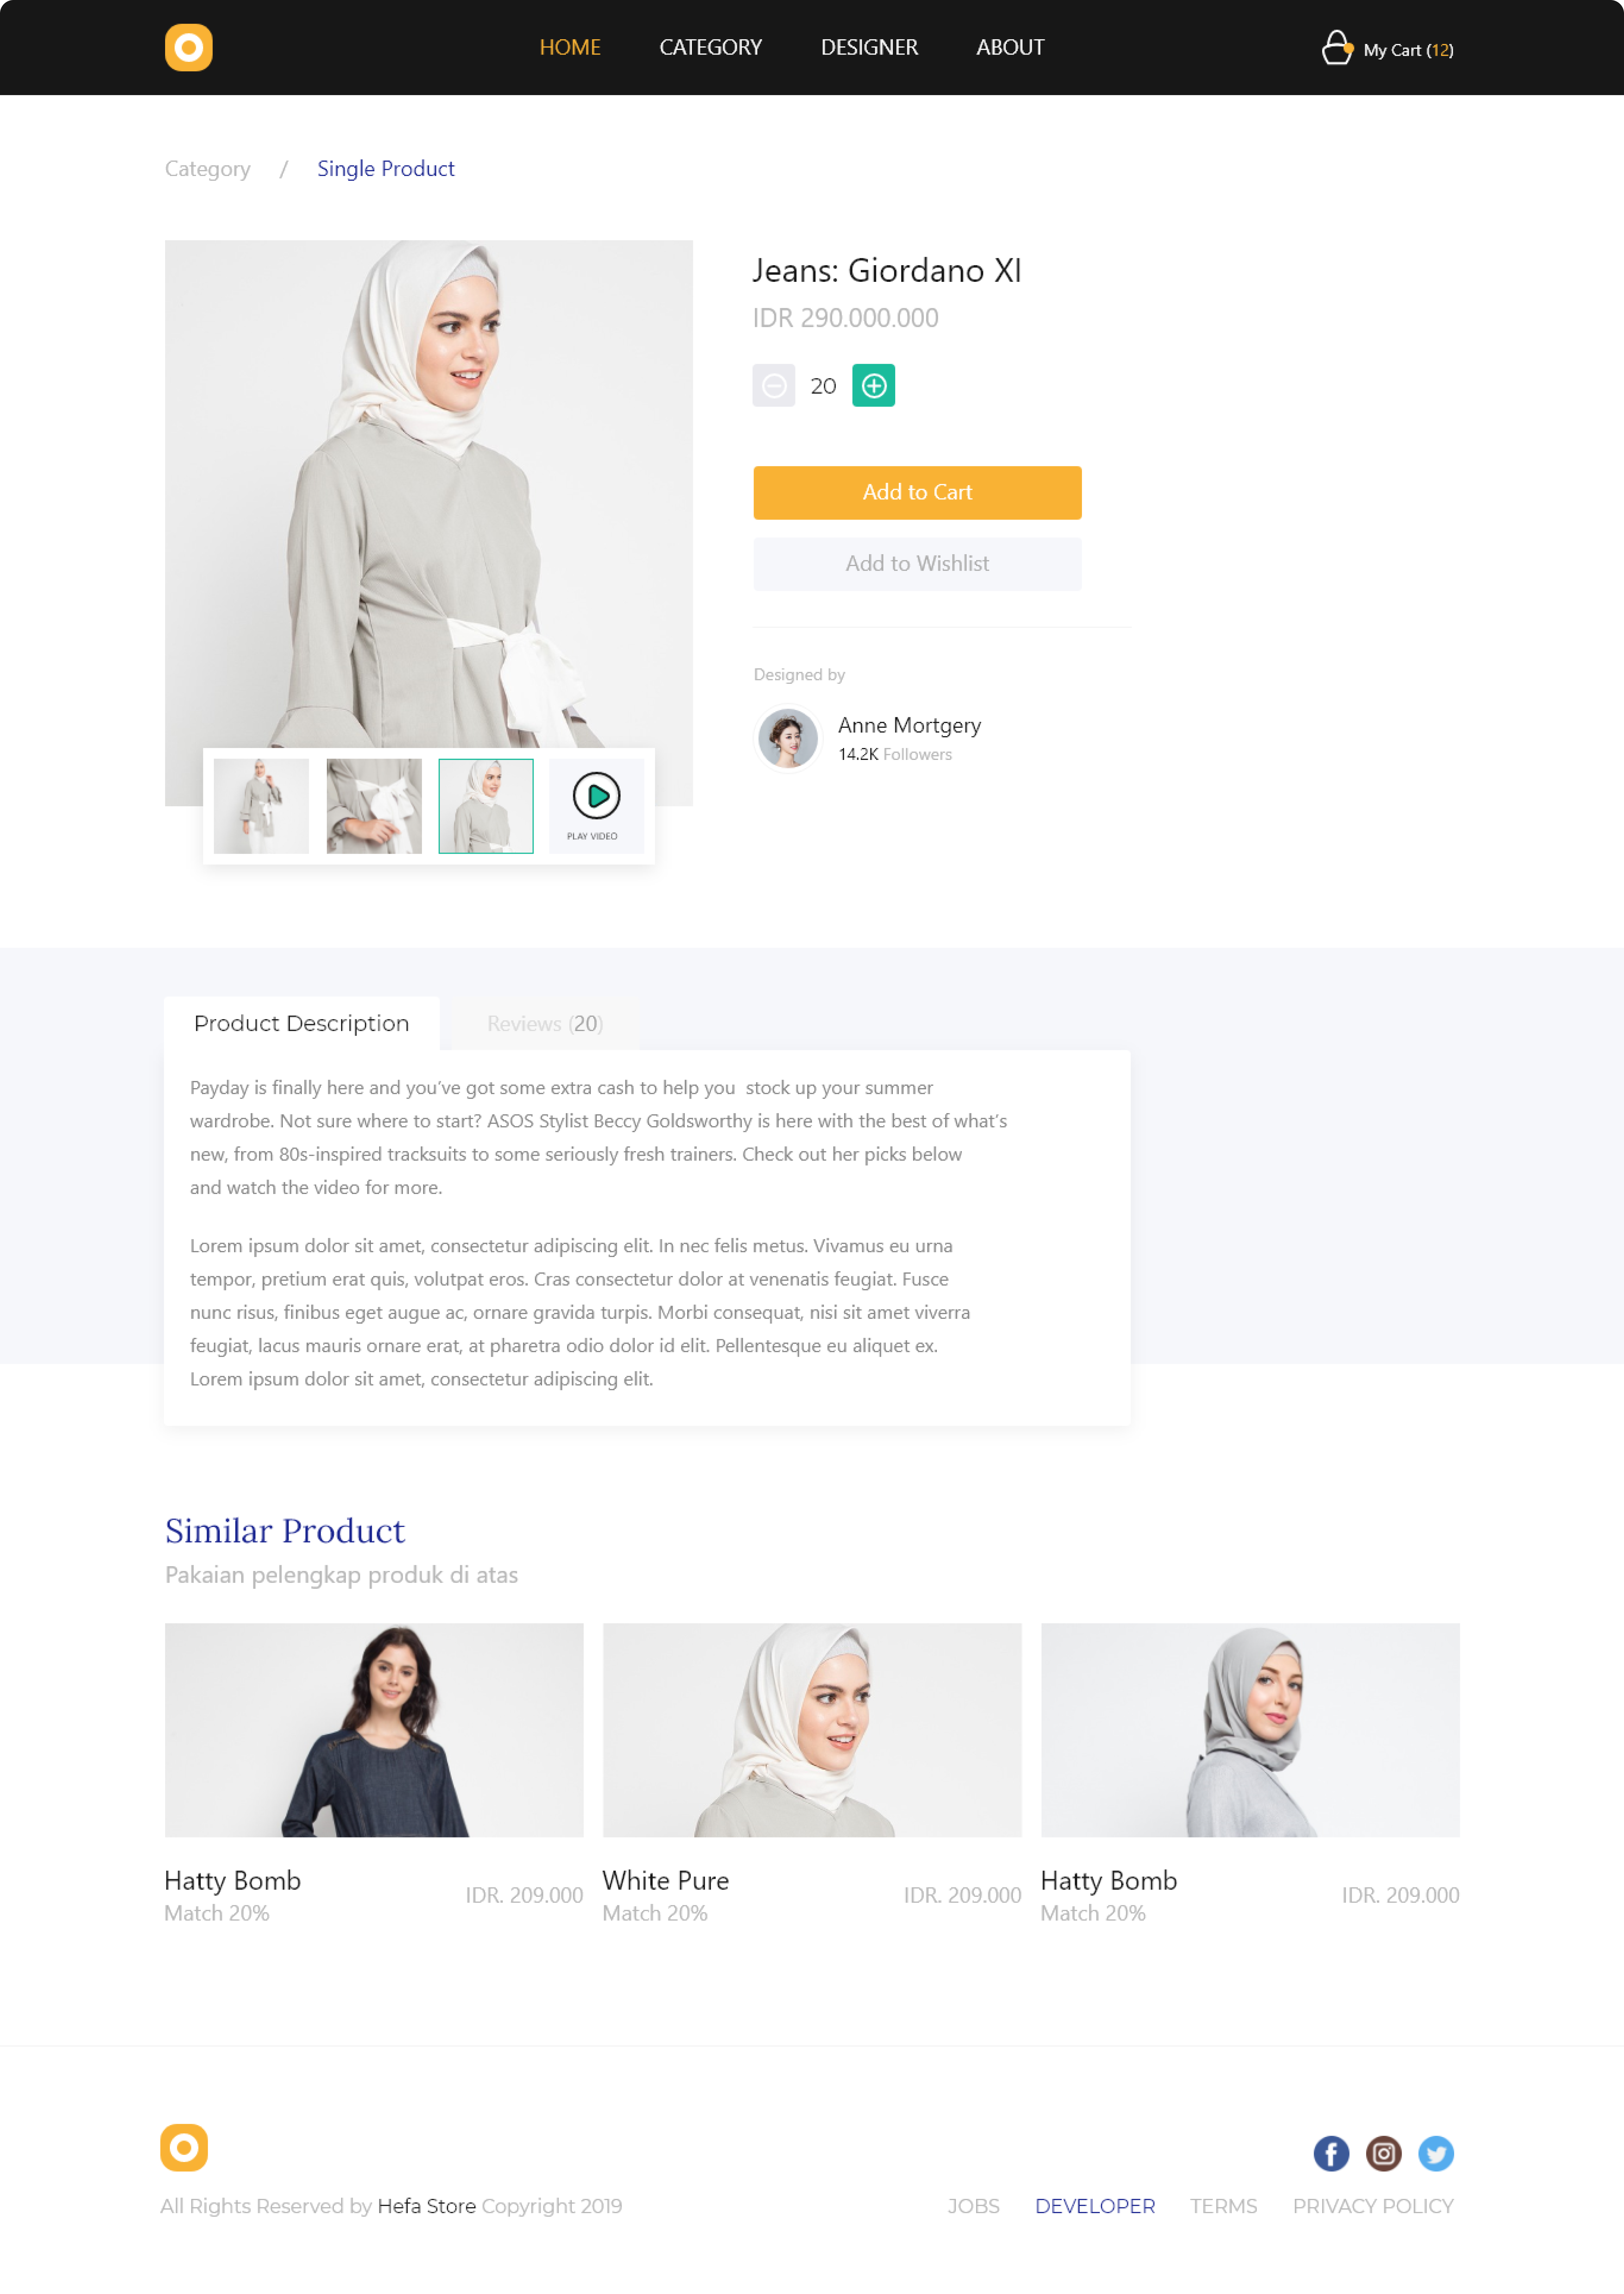 HOME CATEGORY DESIGNER ABOUT My Cart (12)
Category / Single Product
Jeans: Giordano XI
IDR 290.000.000
20
Add to Cart
Add to Wishlist
Designed by
Anne Mortgery
14.2K Followers
PLAY VIDEO
Product Description Reviews (20)
Payday is finally here and you’ve got some extra cash to help you  stock up your summer
wardrobe. Not sure where to start? ASOS Stylist Beccy Goldsworthy is here with the best of what’s
new, from 80s-inspired tracksuits to some seriously fresh trainers. Check out her picks below
and watch the video for more.
Lorem ipsum dolor sit amet, consectetur adipiscing elit. In nec felis metus. Vivamus eu urna
tempor, pretium erat quis, volutpat eros. Cras consectetur dolor at venenatis feugiat. Fusce
nunc risus, finibus eget augue ac, ornare gravida turpis. Morbi consequat, nisi sit amet viverra
feugiat, lacus mauris ornare erat, at pharetra odio dolor id elit. Pellentesque eu aliquet ex.
Lorem ipsum dolor sit amet, consectetur adipiscing elit.
Similar Product
Pakaian pelengkap produk di atas
Hatty Bomb
Match 20%
IDR. 209.000
White Pure
Match 20%
IDR. 209.000
Hatty Bomb
Match 20%
IDR. 209.000
All Rights Reserved by Hefa Store Copyright 2019
JOBS DEVELOPER TERMS PRIVACY POLICY